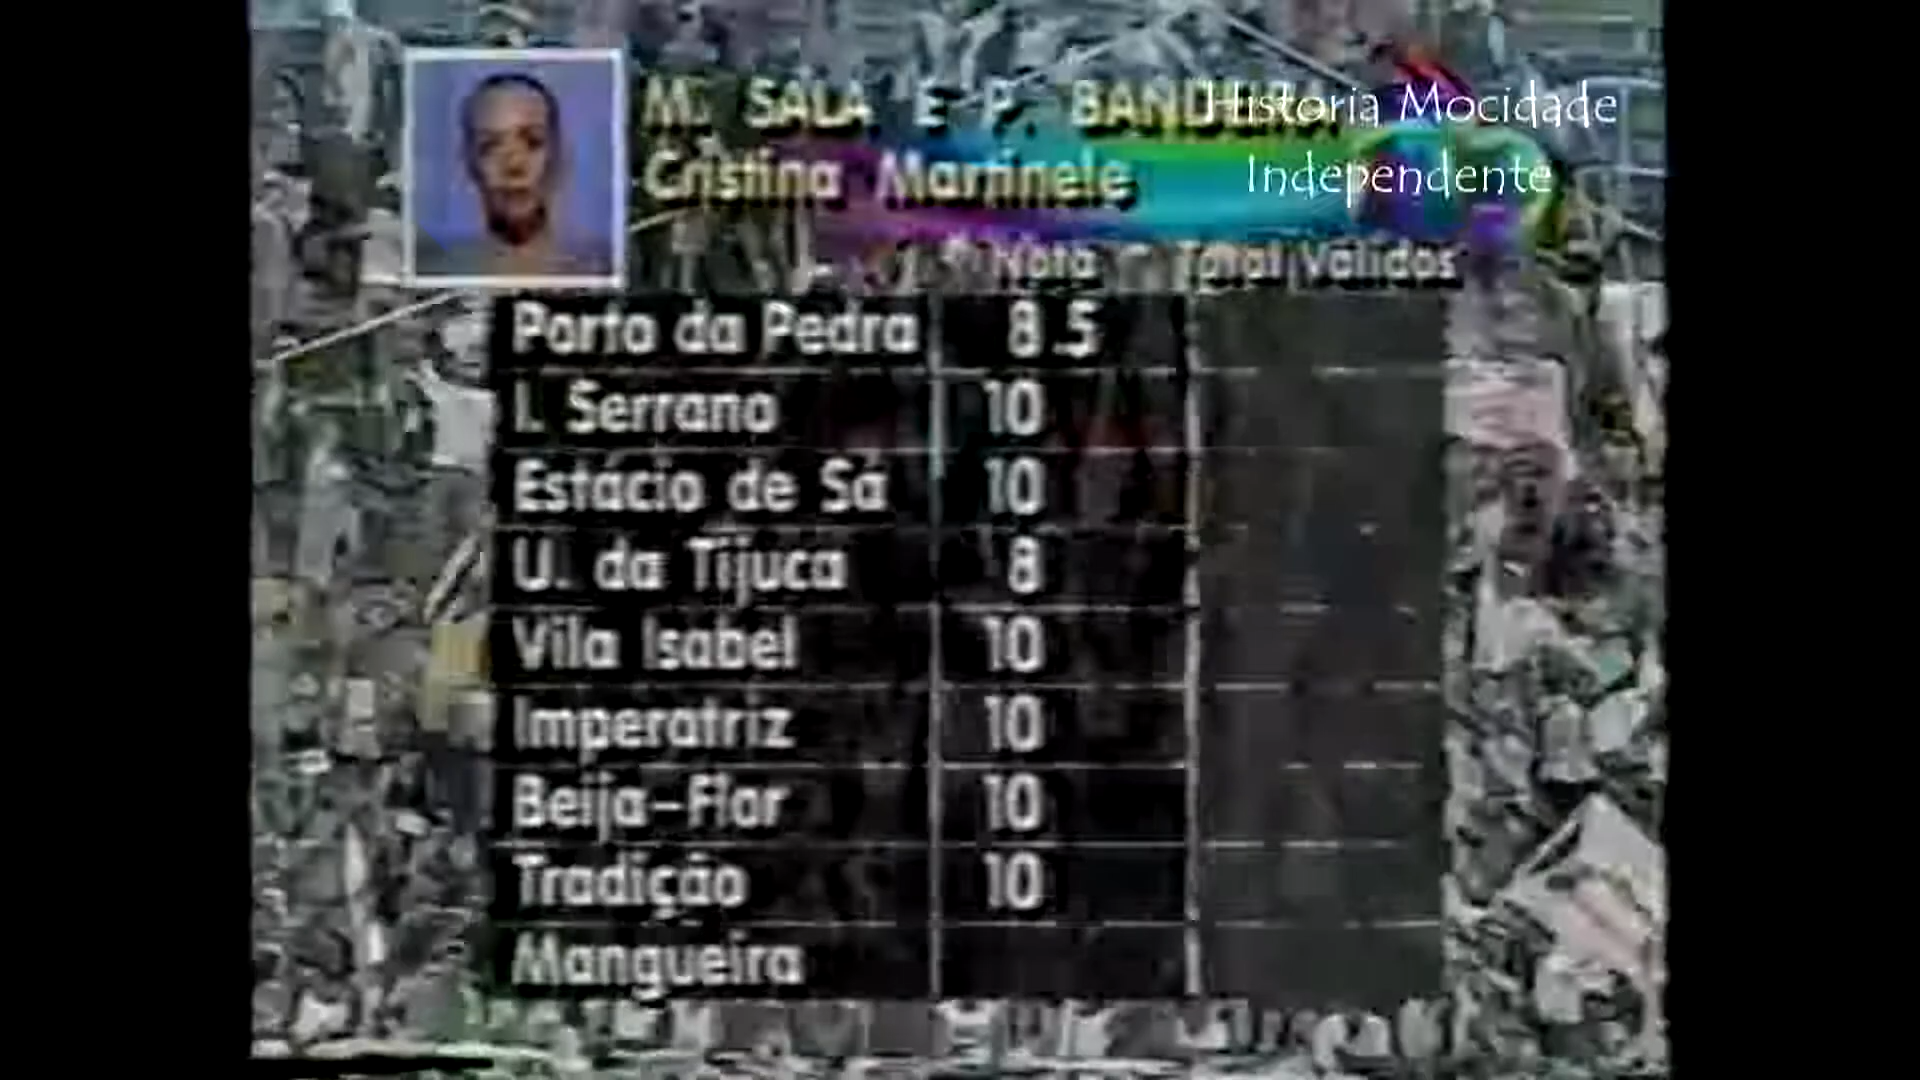 M. SALA E P. BANDEIRA
Historia Mocidade
Cristina Martinele
Independente
Nota Total Válidos
Porto da Pedra 8.5
I. Serrano 10
Estácio de Sá 10
U. da Tijuca 8
Vila Isabel 10
Imperatriz 10
Beija-Flor 10
Tradição 10
Mangueira